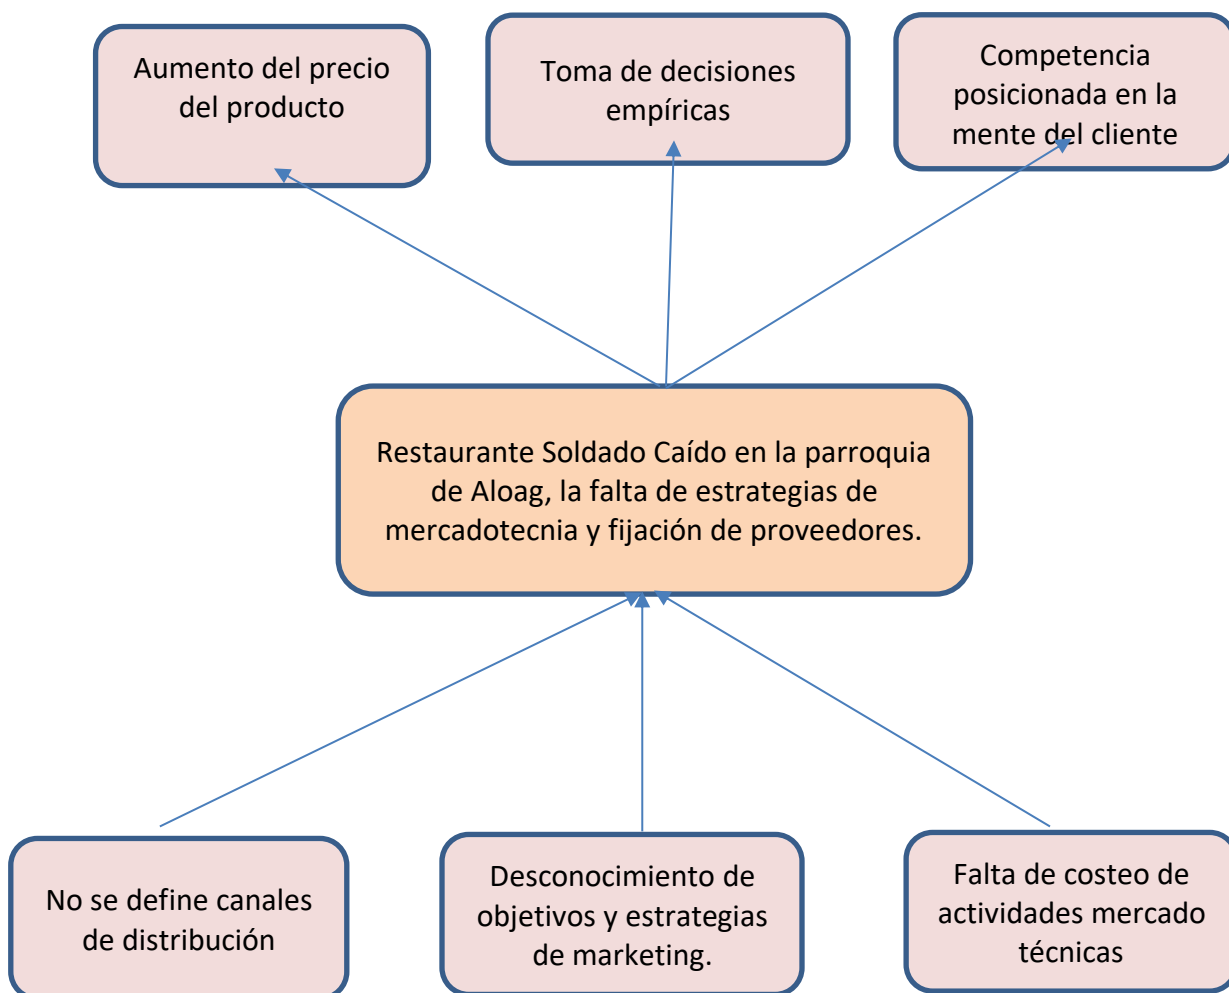 Aumento del precio
del producto
Toma de decisiones
empíricas
Competencia
posicionada en la
mente del cliente
Restaurante Soldado Caído en la parroquia
de Aloag, la falta de estrategias de
mercadotecnia y fijación de proveedores.
No se define canales
de distribución
Desconocimiento de
objetivos y estrategias
de marketing.
Falta de costeo de
actividades mercado
técnicas